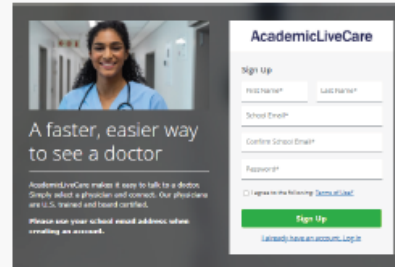 AcademicLiveCare
Sign Up
First Name*
Last Name*
School Email*
Confirm School Email*
Password*
I agree to the following Terms of Use*
Sign Up
I already have an account, Log in
A faster, easier way
to see a doctor
AcademicLiveCare makes it easy to talk to a doctor.
Simply select a physician and connect. Our physicians
are U.S. trained and board certified.
Please use your school email address when
creating an account.